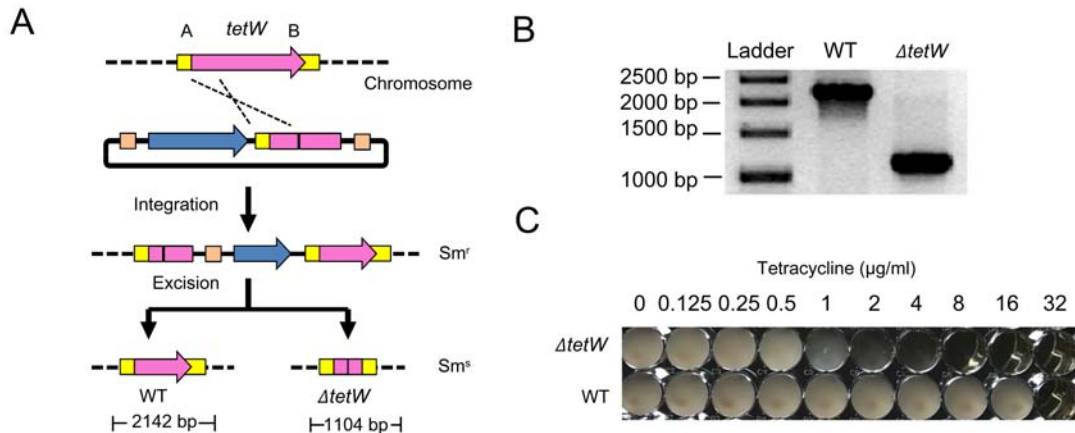 A
A tetW B
Chromosome
Integration
Smʳ
Excision
Smˢ
WT ΔtetW
2142 bp 1104 bp
B
Ladder WT ΔtetW
2500 bp
2000 bp
1500 bp
1000 bp
C
Tetracycline (μg/ml)
0 0.125 0.25 0.5 1 2 4 8 16 32
ΔtetW
WT